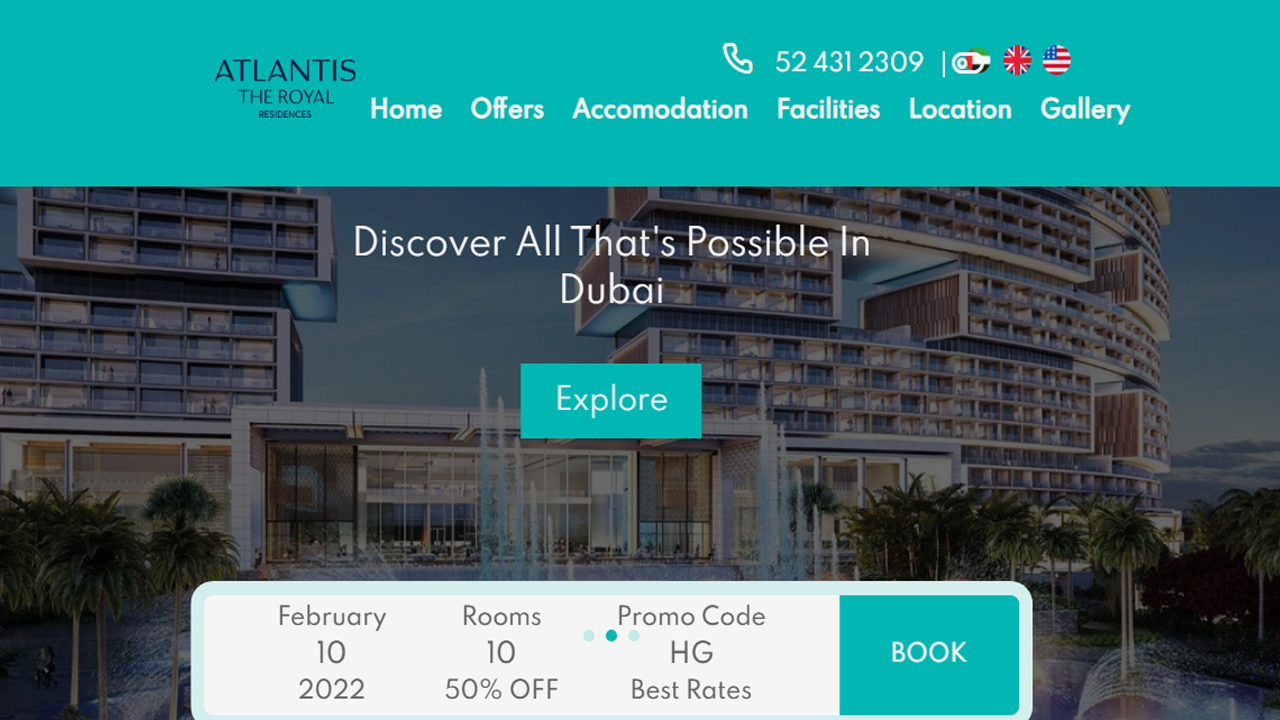 52 431 2309 |
ATLANTIS
THE ROYAL
RESIDENCES
Home Offers Accomodation Facilities Location Gallery
Discover All That's Possible In
Dubai
Explore
February Rooms Promo Code
10 10 HG
2022 50% OFF Best Rates
BOOK